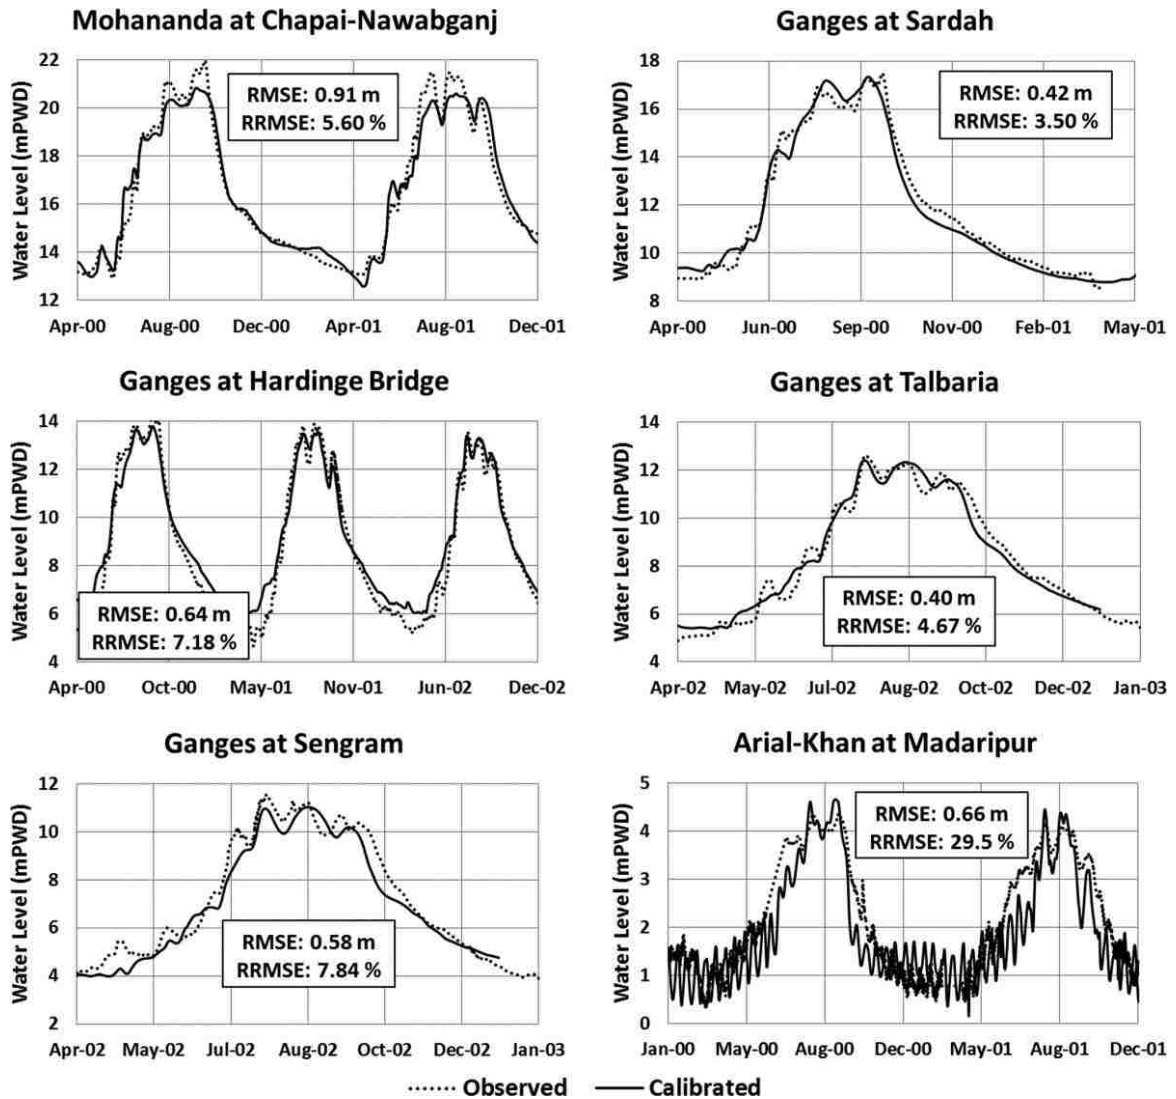 Mohananda at Chapai-Nawabganj
Water Level (mPWD)
22
20
18
16
14
12
RMSE: 0.91 m
RRMSE: 5.60 %
Apr-00 Aug-00 Dec-00 Apr-01 Aug-01 Dec-01
Ganges at Sardah
Water Level (mPWD)
18
16
14
12
10
8
RMSE: 0.42 m
RRMSE: 3.50 %
Apr-00 Jun-00 Sep-00 Nov-00 Feb-01 May-01
Ganges at Hardinge Bridge
Water Level (mPWD)
14
12
10
8
6
4
RMSE: 0.64 m
RRMSE: 7.18 %
Apr-00 Oct-00 May-01 Nov-01 Jun-02 Dec-02
Ganges at Talbaria
Water Level (mPWD)
14
12
10
8
6
4
RMSE: 0.40 m
RRMSE: 4.67 %
Apr-02 May-02 Jul-02 Aug-02 Oct-02 Dec-02 Jan-03
Ganges at Sengram
Water Level (mPWD)
12
10
8
6
4
2
RMSE: 0.58 m
RRMSE: 7.84 %
Apr-02 May-02 Jul-02 Aug-02 Oct-02 Dec-02 Jan-03
Arial-Khan at Madaripur
Water Level (mPWD)
5
4
3
2
1
0
RMSE: 0.66 m
RRMSE: 29.5 %
Jan-00 May-00 Aug-00 Dec-00 May-01 Aug-01 Dec-01
Observed Calibrated